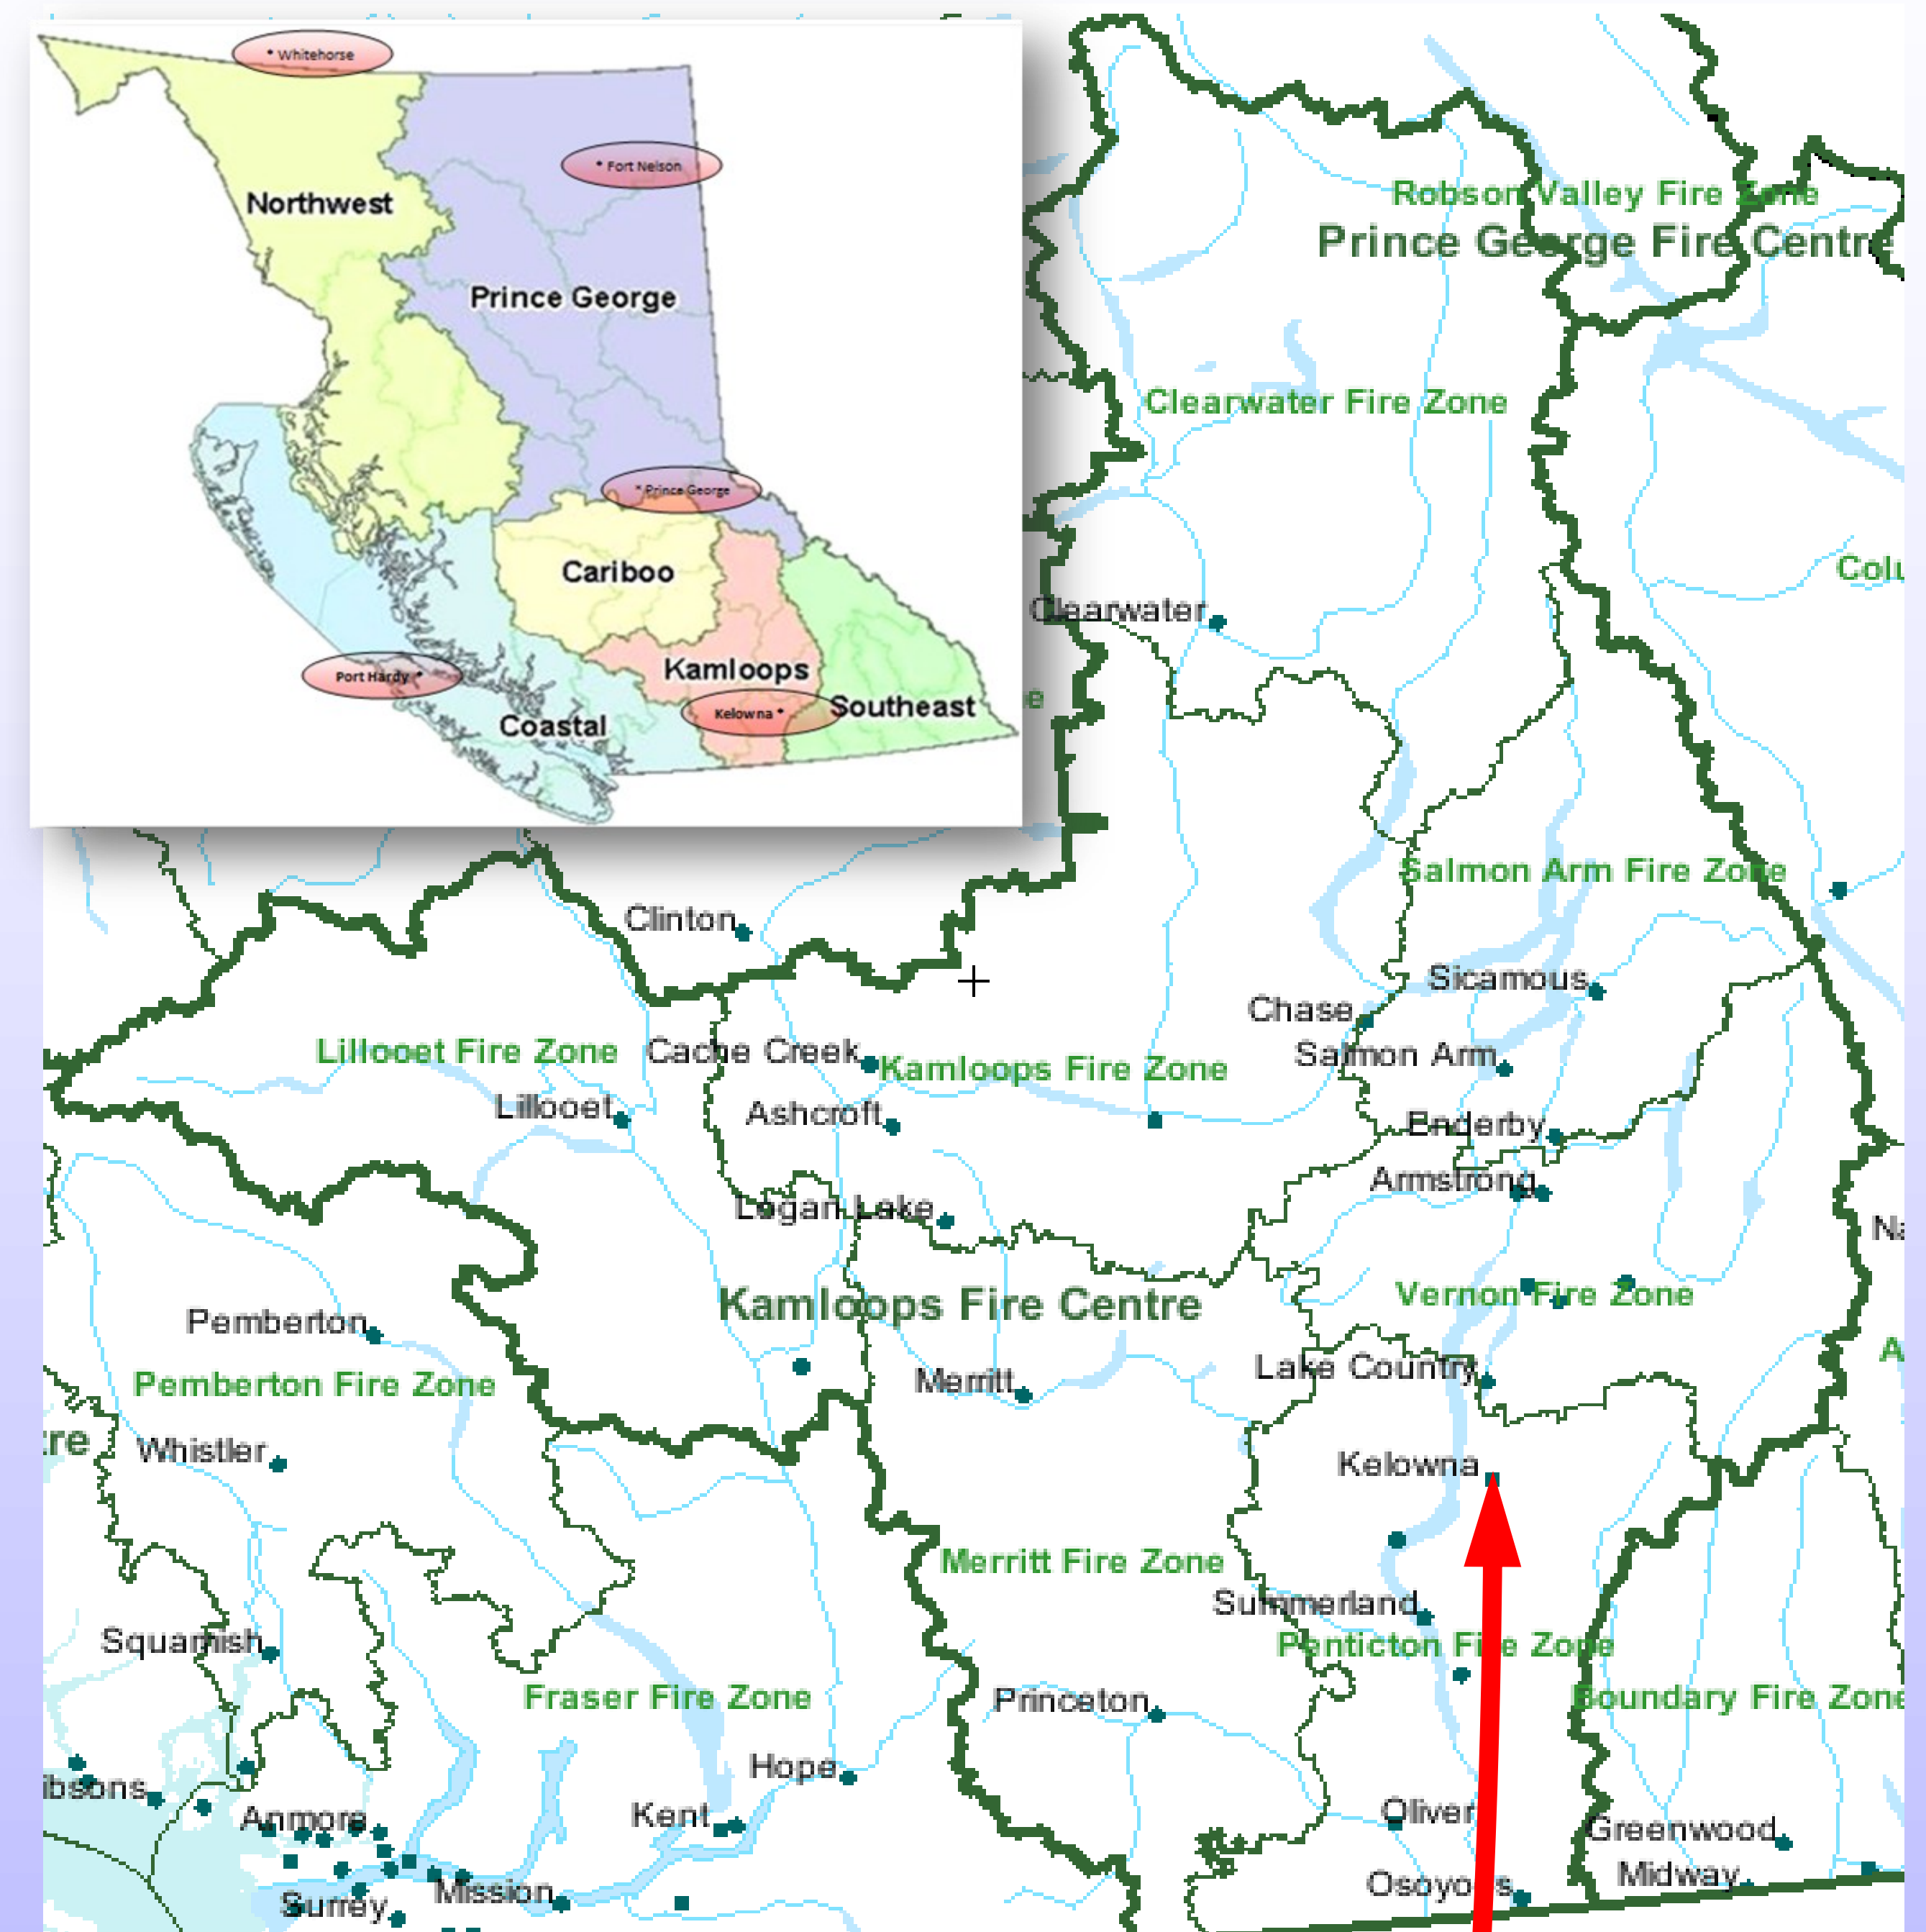 * Whitehorse
* Fort Nelson
Northwest
Prince George
* Prince George
Cariboo
Kamloops
Port Hardy *
Kelowna *
Southeast
Coastal
Robson Valley Fire Zone
Prince George Fire Centre
Clearwater Fire Zone
Clearwater
Salmon Arm Fire Zone
Clinton
Sicamous
Chase
Lillooet Fire Zone
Cache Creek
Kamloops Fire Zone
Salmon Arm
Lillooet
Ashcroft
Enderby
Armstrong
Logan Lake
Kamloops Fire Centre
Vernon Fire Zone
Pemberton
Lake Country
Pemberton Fire Zone
Merritt
Whistler
Kelowna
Merritt Fire Zone
Summerland
Squamish
Penticton Fire Zone
Fraser Fire Zone
Princeton
Boundary Fire Zone
Hope
ibsons
Anmore
Kent
Oliver
Greenwood
Midway
Osoyoos
Surrey
Mission